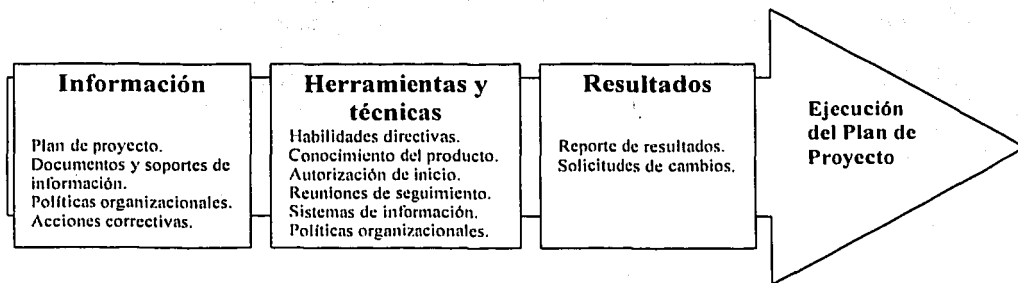 Información
Plan de proyecto.
Documentos y soportes de
información.
Políticas organizacionales.
Acciones correctivas.
Herramientas y
técnicas
Habilidades directivas.
Conocimiento del producto.
Autorización de inicio.
Reuniones de seguimiento.
Sistemas de información.
Políticas organizacionales.
Resultados
Reporte de resultados.
Solicitudes de cambios.
Ejecución
del Plan de
Proyecto